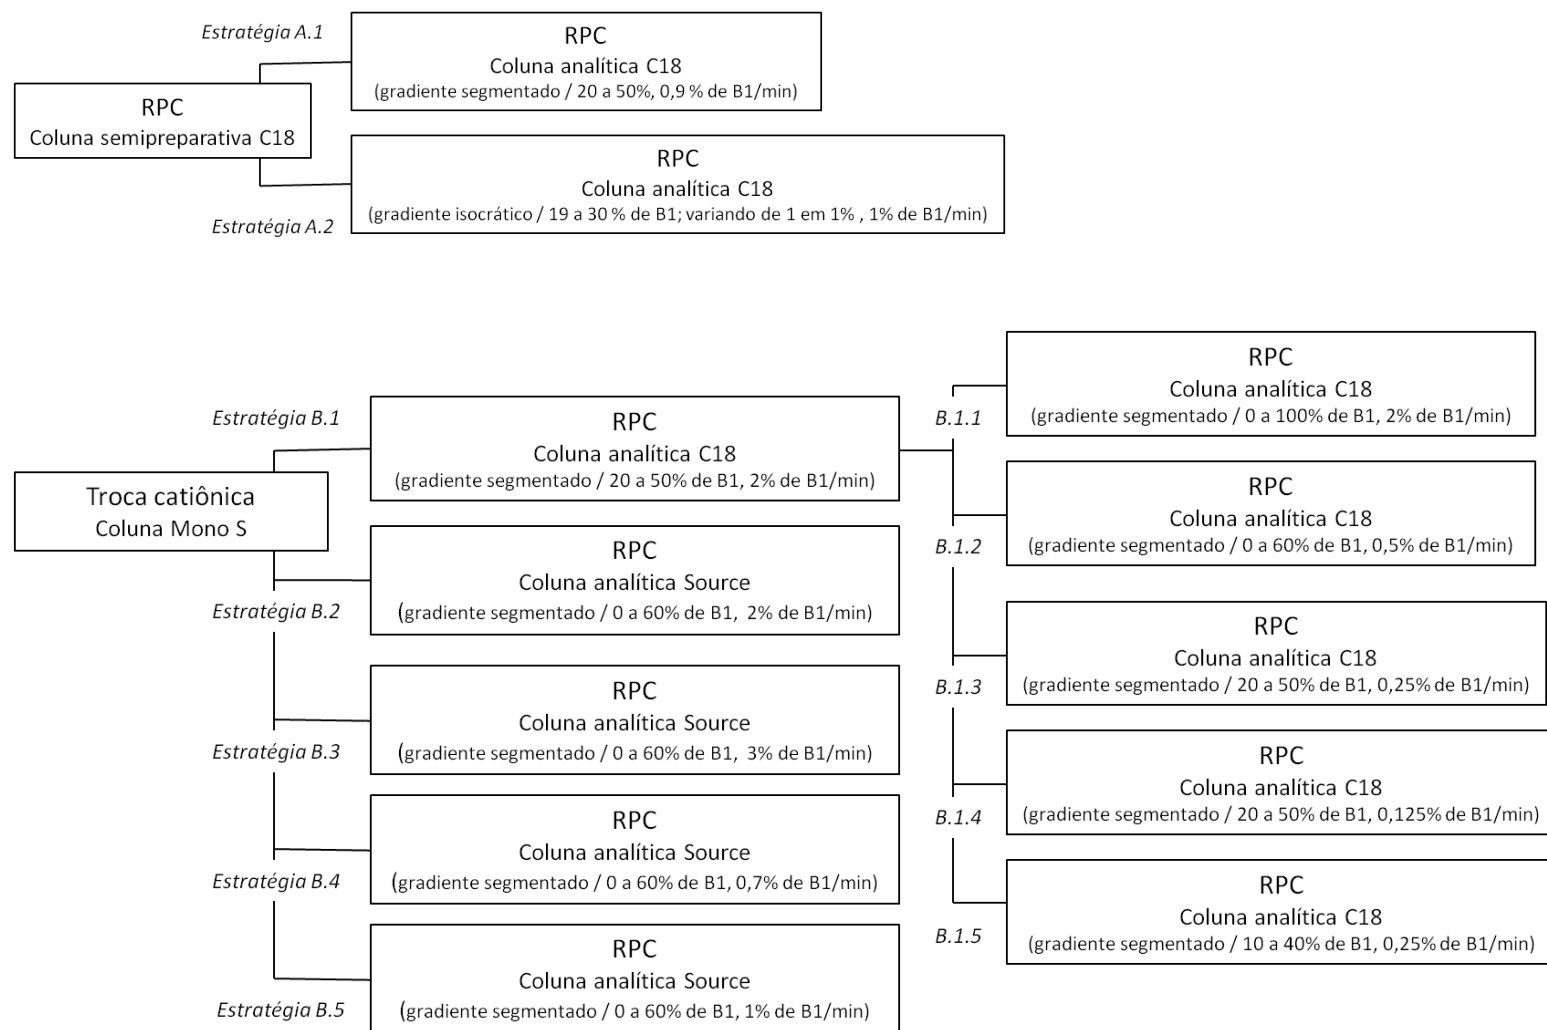 Estratégia A.1
RPC
Coluna analítica C18
(gradiente segmentado / 20 a 50%, 0,9 % de B1/min)
RPC
Coluna semipreparativa C18
RPC
Coluna analítica C18
(gradiente isocrático / 19 a 30 % de B1; variando de 1 em 1% , 1% de B1/min)
Estratégia A.2
Troca catiônica
Coluna Mono S
Estratégia B.1
RPC
Coluna analítica C18
(gradiente segmentado / 20 a 50% de B1, 2% de B1/min)
Estratégia B.2
RPC
Coluna analítica Source
(gradiente segmentado / 0 a 60% de B1, 2% de B1/min)
Estratégia B.3
RPC
Coluna analítica Source
(gradiente segmentado / 0 a 60% de B1, 3% de B1/min)
Estratégia B.4
RPC
Coluna analítica Source
(gradiente segmentado / 0 a 60% de B1, 0,7% de B1/min)
Estratégia B.5
RPC
Coluna analítica Source
(gradiente segmentado / 0 a 60% de B1, 1% de B1/min)
B.1.1
RPC
Coluna analítica C18
(gradiente segmentado / 0 a 100% de B1, 2% de B1/min)
B.1.2
RPC
Coluna analítica C18
(gradiente segmentado / 0 a 60% de B1, 0,5% de B1/min)
B.1.3
RPC
Coluna analítica C18
(gradiente segmentado / 20 a 50% de B1, 0,25% de B1/min)
B.1.4
RPC
Coluna analítica C18
(gradiente segmentado / 20 a 50% de B1, 0,125% de B1/min)
B.1.5
RPC
Coluna analítica C18
(gradiente segmentado / 10 a 40% de B1, 0,25% de B1/min)